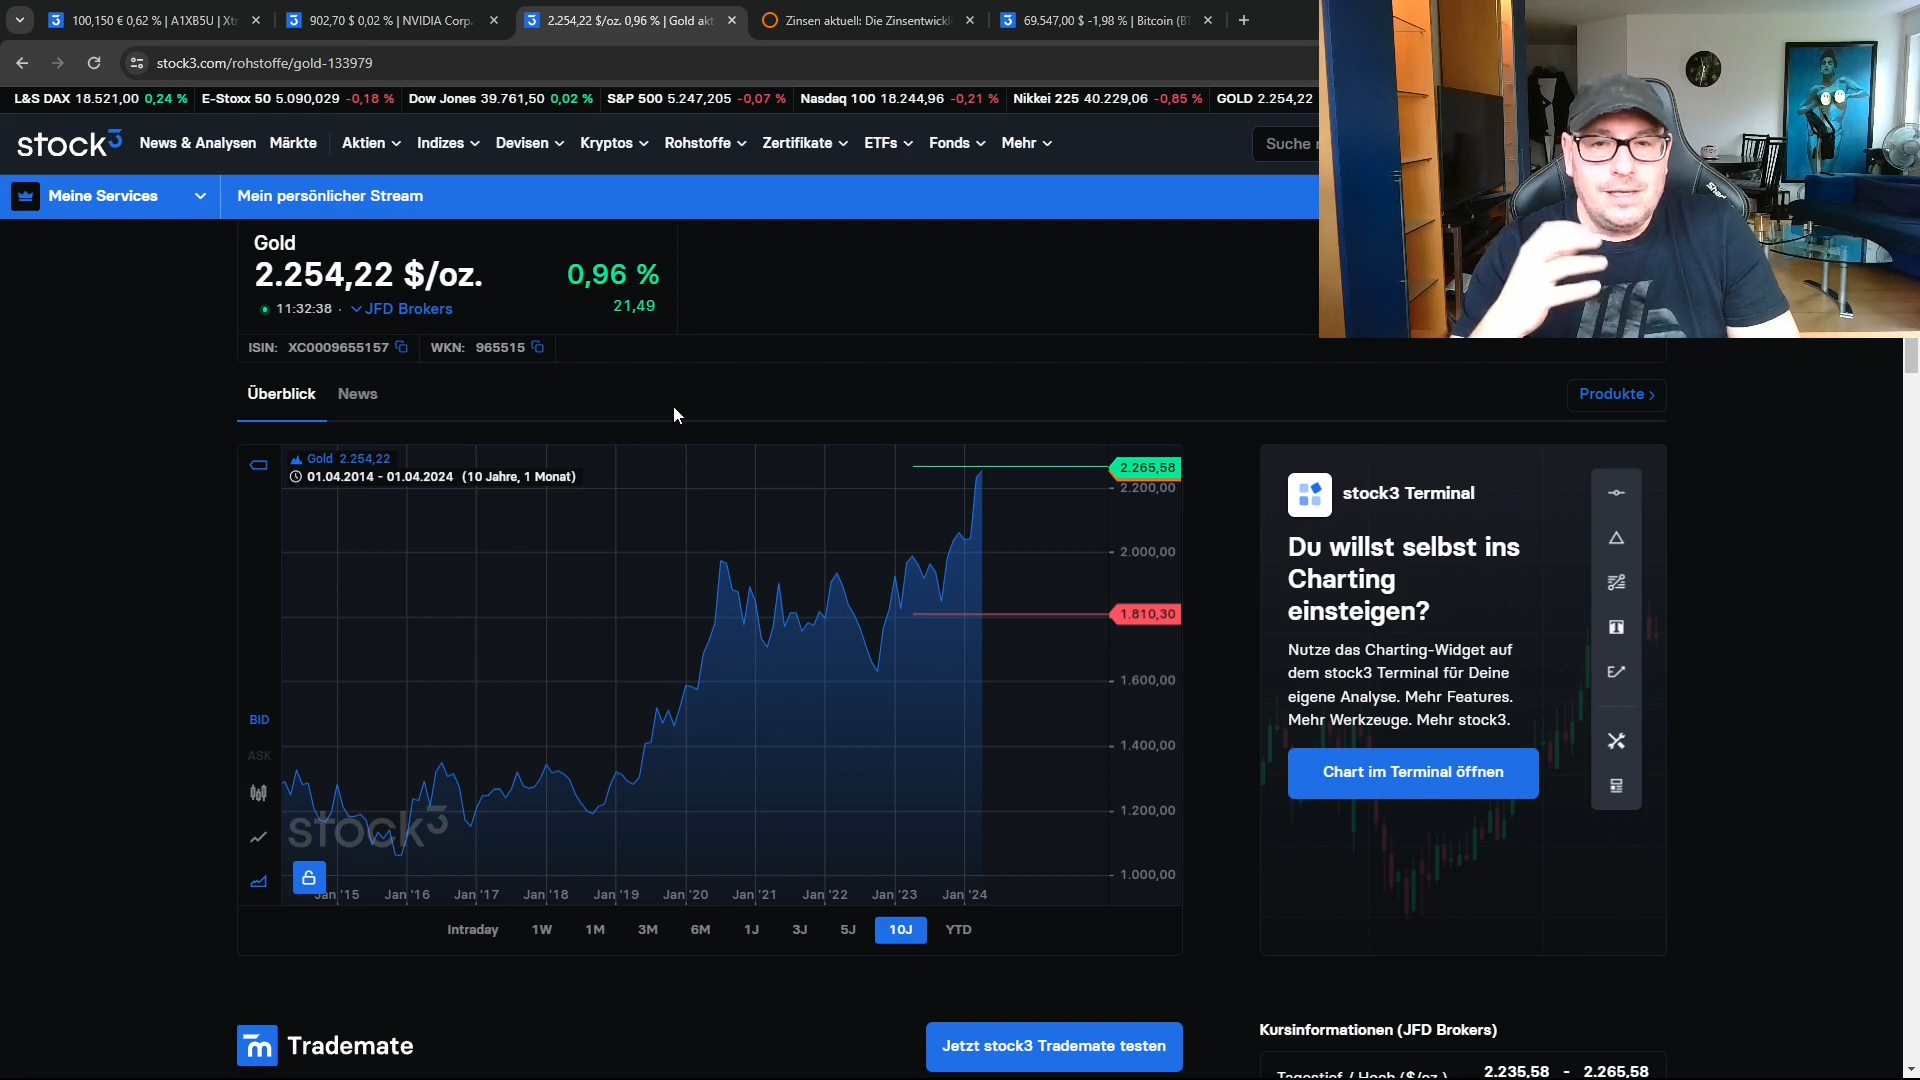 100,150 € 0,62 % | A1XB5U | Xtr
902,70 $ 0,02 % | NVIDIA Corp.
2.254,22 $/oz. 0,96 % | Gold akt
Zinsen aktuell: Die Zinsentwickl
69.547,00 $ -1,98 % | Bitcoin (BT
stock3.com/rohstoffe/gold-133979
L&S DAX 18.521,00 0,24 % E-Stoxx 50 5.090,029 -0,18 % Dow Jones 39.761,50 0,02 % S&P 500 5.247,205 -0,07 % Nasdaq 100 18.244,96 -0,21 % Nikkei 225 40.229,06 -0,85 % GOLD 2.254,22
stock3 News & Analysen Märkte Aktien Indizes Devisen Kryptos Rohstoffe Zertifikate ETFs Fonds Mehr Suche
Meine Services Mein persönlicher Stream
Gold
2.254,22 $/oz. 0,96 %
11:32:38 · JFD Brokers 21,49
ISIN: XC0009655157 WKN: 965515
Überblick News Produkte
Gold 2.254,22
01.04.2014 - 01.04.2024 (10 Jahre, 1 Monat)
2.265,58
2.200,00
2.000,00
1.810,30
1.600,00
1.400,00
1.200,00
1.000,00
BID
ASK
stock3
Jan '15 Jan '16 Jan '17 Jan '18 Jan '19 Jan '20 Jan '21 Jan '22 Jan '23 Jan '24
Intraday 1W 1M 3M 6M 1J 3J 5J 10J YTD
stock3 Terminal
Du willst selbst ins
Charting
einsteigen?
Nutze das Charting-Widget auf
dem stock3 Terminal für Deine
eigene Analyse. Mehr Features.
Mehr Werkzeuge. Mehr stock3.
Chart im Terminal öffnen
Trademate
Jetzt stock3 Trademate testen
Kursinformationen (JFD Brokers)
Tagestief / Hoch ($/oz.) 2.235,58 - 2.265,58